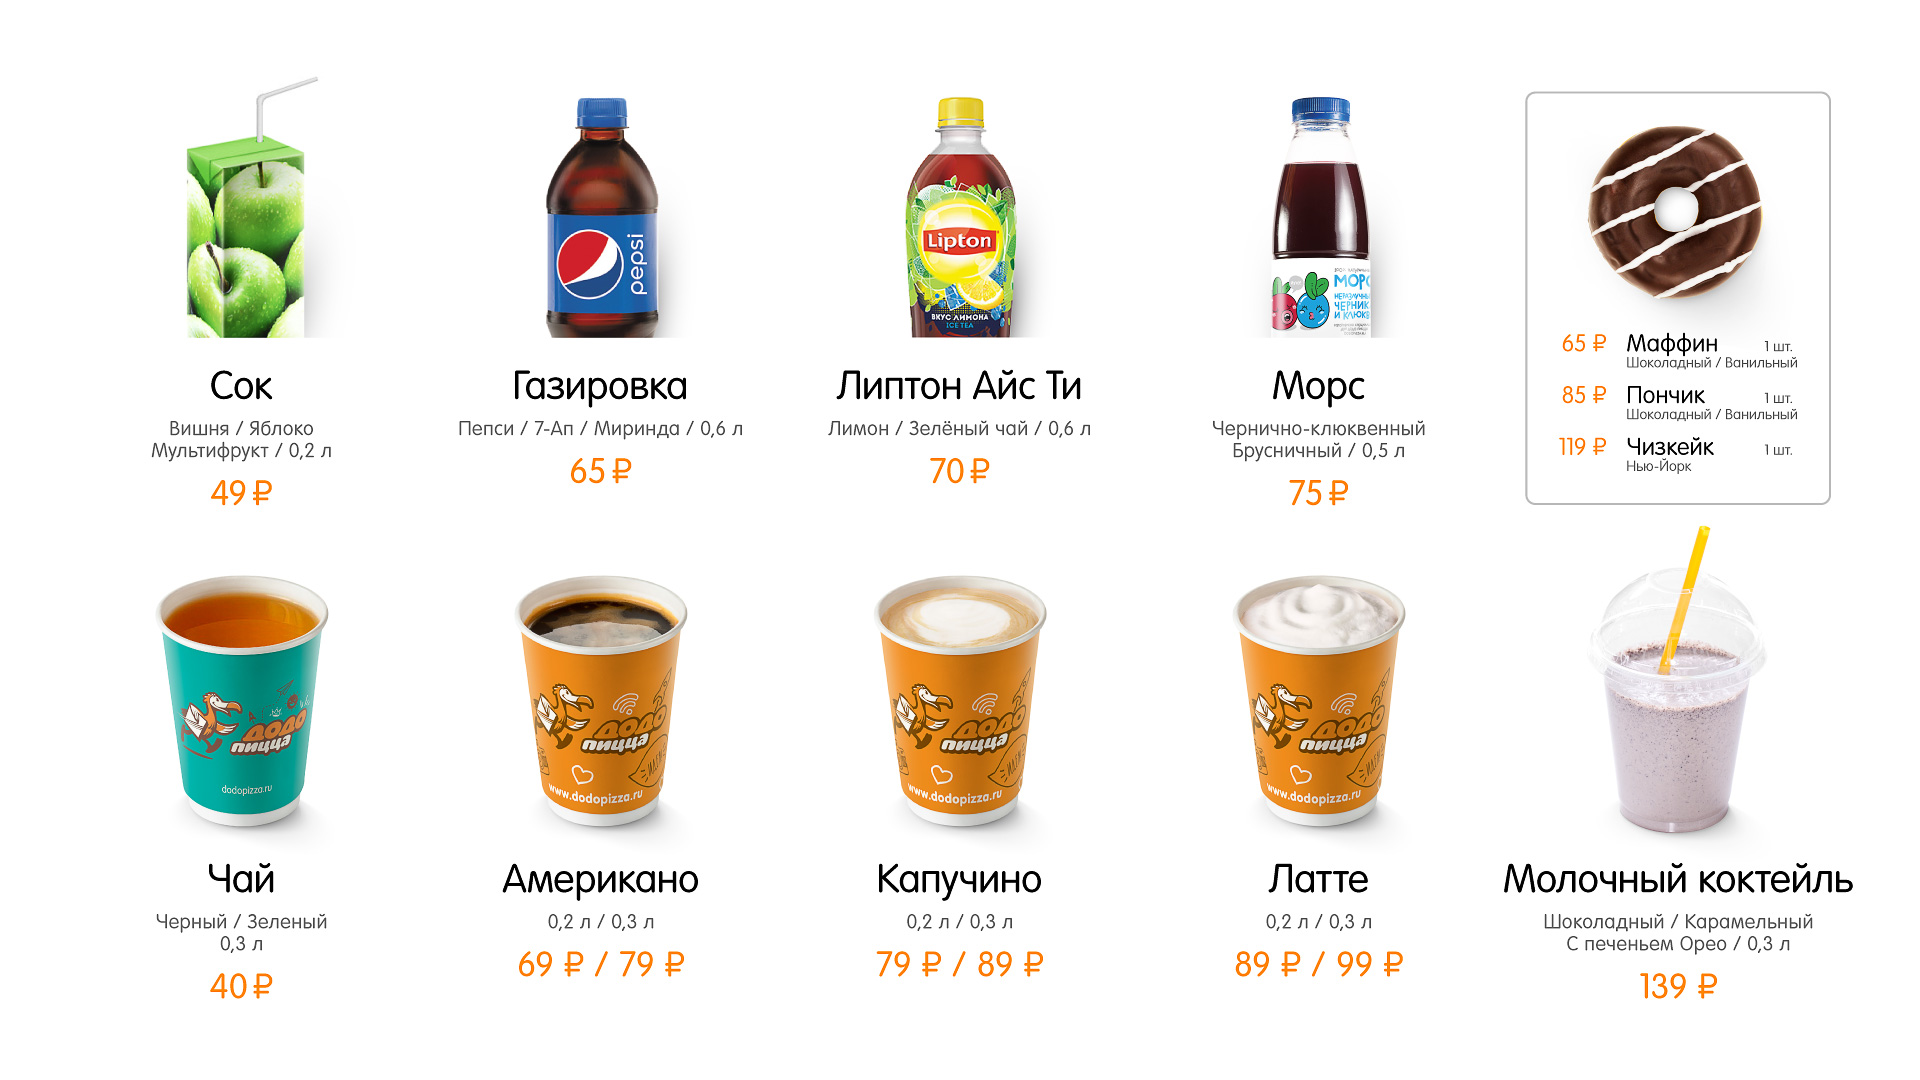 pepsi
Lipton
ВКУС ЛИМОНА
ICE TEA
МОРС
ЧЕРНИК
И КЛЮКВ
Сок
Вишня / Яблоко
Мультифрукт / 0,2 л
49 ₽
Газировка
Пепси / 7-Ап / Миринда / 0,6 л
65 ₽
Липтон Айс Ти
Лимон / Зелёный чай / 0,6 л
70 ₽
Морс
Чернично-клюквенный
Брусничный / 0,5 л
75 ₽
65 ₽ Маффин 1 шт.
Шоколадный / Ванильный
85 ₽ Пончик 1 шт.
Шоколадный / Ванильный
119 ₽ Чизкейк 1 шт.
Нью-Йорк
ДОДО
пицца
dodopizza.ru
ДОДО
пицца
www.dodopizza.ru
ДОДО
пицца
www.dodopizza.ru
ДОДО
пицца
www.dodopizza.ru
Чай
Черный / Зеленый
0,3 л
40 ₽
Американо
0,2 л / 0,3 л
69 ₽ / 79 ₽
Капучино
0,2 л / 0,3 л
79 ₽ / 89 ₽
Латте
0,2 л / 0,3 л
89 ₽ / 99 ₽
Молочный коктейль
Шоколадный / Карамельный
С печеньем Орео / 0,3 л
139 ₽